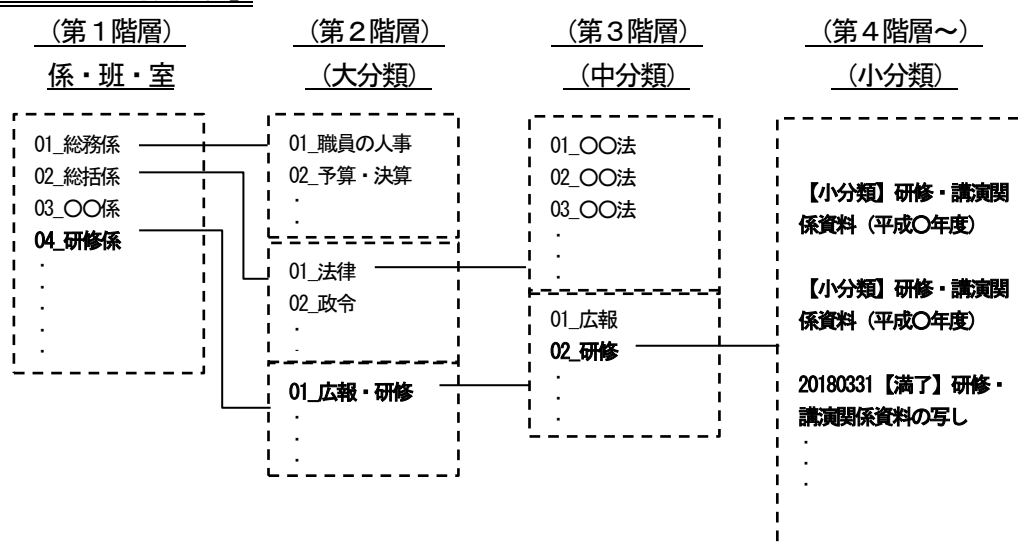 （第１階層）
係・班・室
01_総務係
02_総括係
03_〇〇係
04_研修係
（第２階層）
（大分類）
01_職員の人事
02_予算・決算
01_法律
02_政令
01_広報・研修
（第３階層）
（中分類）
01_〇〇法
02_〇〇法
03_〇〇法
01_広報
02_研修
（第４階層～）
（小分類）
【小分類】研修・講演関
係資料（平成〇年度）
【小分類】研修・講演関
係資料（平成〇年度）
20180331【満了】研修・
講演関係資料の写し